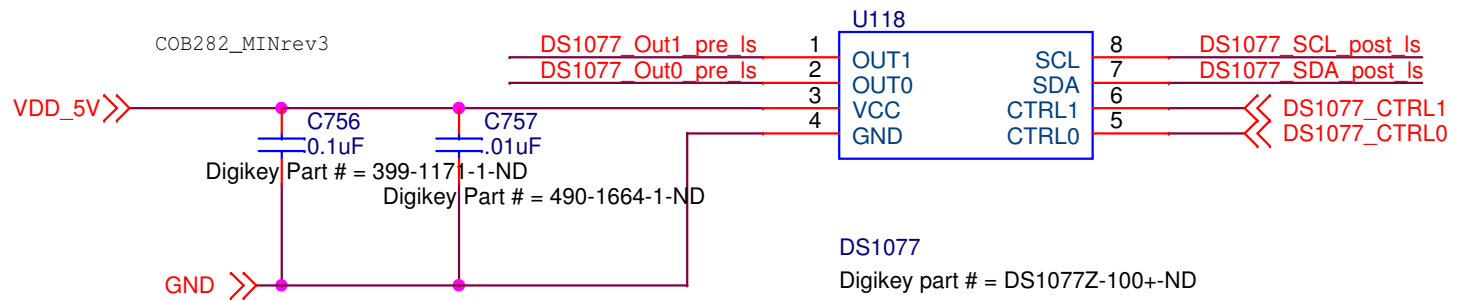 U118
COB282_MINrev3
DS1077_Out1_pre_ls 1 OUT1 SCL 8 DS1077_SCL_post_ls
DS1077_Out0_pre_ls 2 OUT0 SDA 7 DS1077_SDA_post_ls
VDD_5V 3 VCC CTRL1 6 DS1077_CTRL1
4 GND CTRL0 5 DS1077_CTRL0
C756 C757
0.1uF .01uF
Digikey Part # = 399-1171-1-ND
Digikey Part # = 490-1664-1-ND
DS1077
GND
Digikey part # = DS1077Z-100+-ND